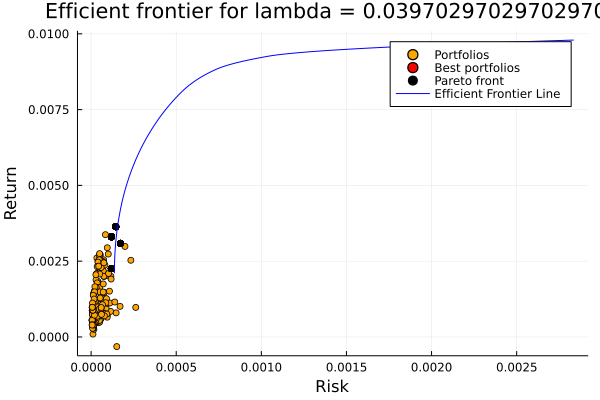 Efficient frontier for lambda = 0.03970297029702970
0.0100
0.0075
0.0050
0.0025
0.0000
Return
Portfolios
Best portfolios
Pareto front
Efficient Frontier Line
0.0000 0.0005 0.0010 0.0015 0.0020 0.0025
Risk